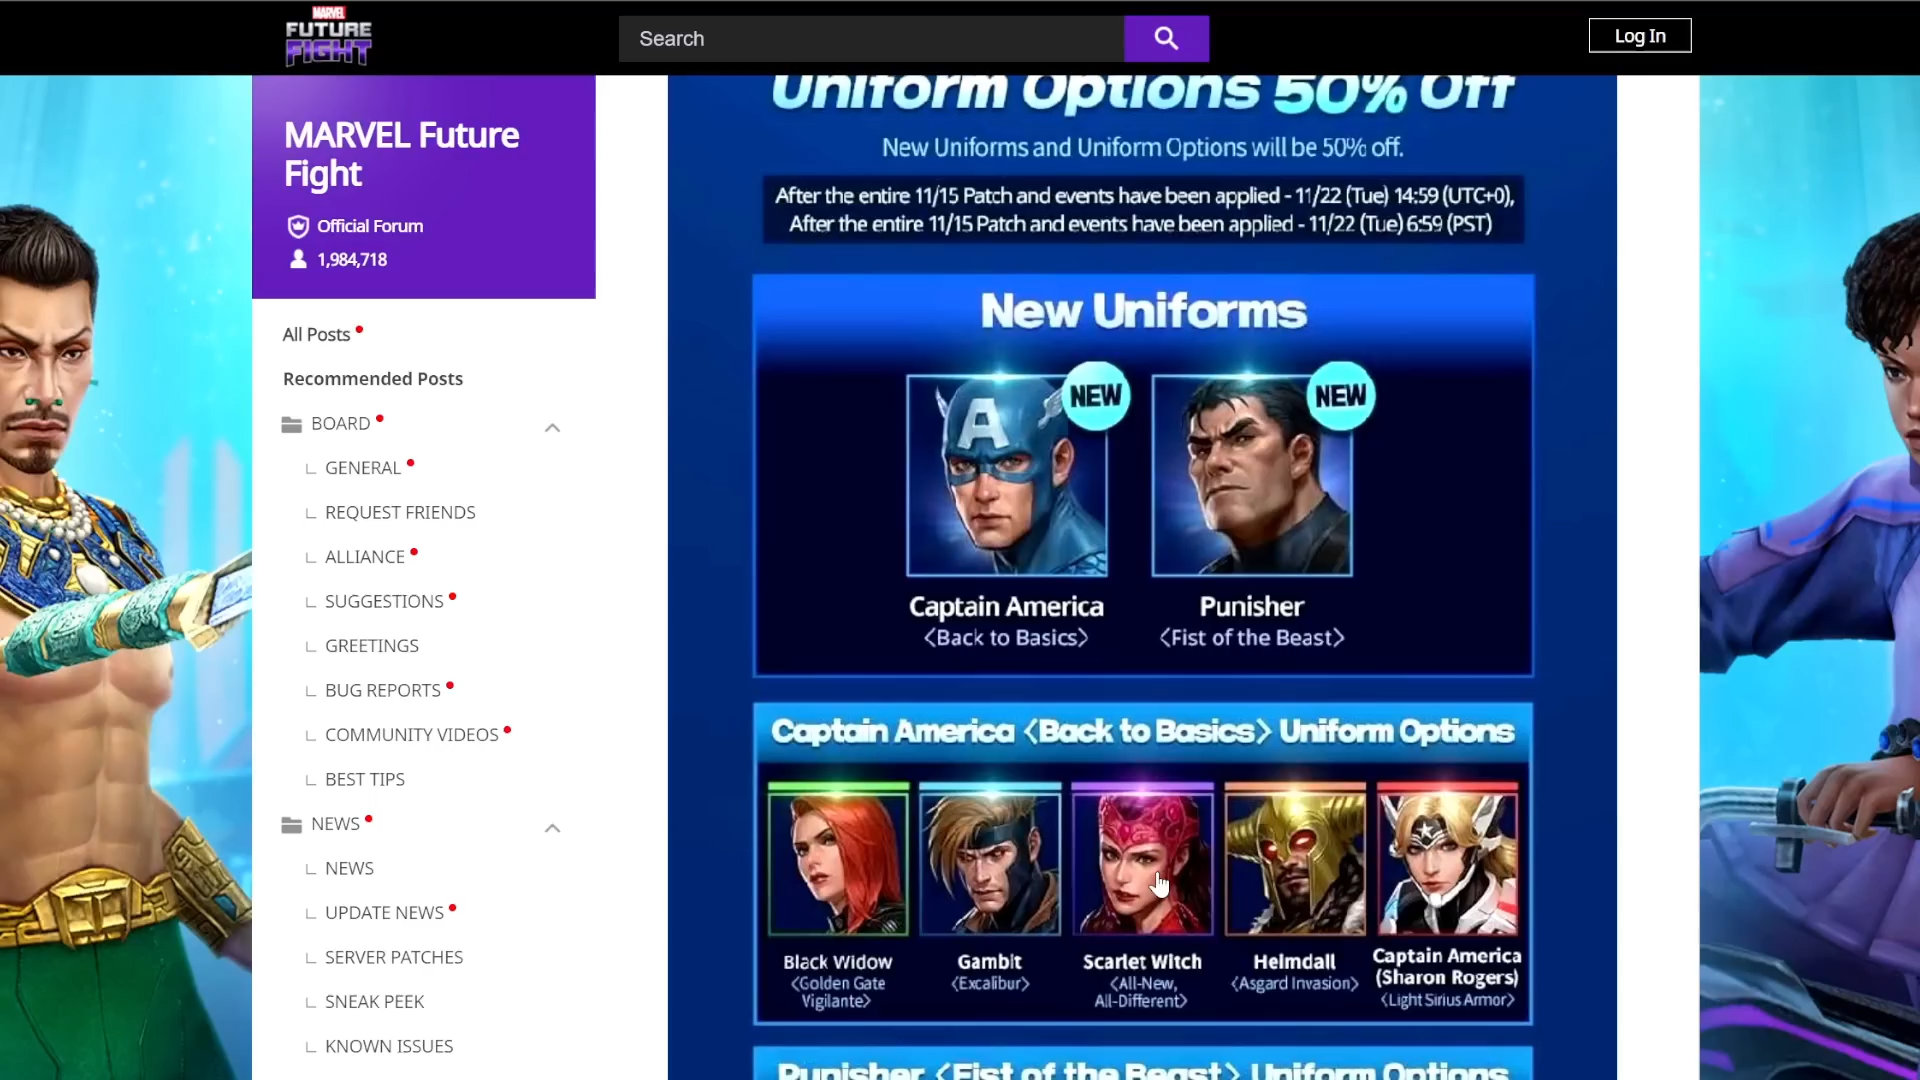 MARVEL
FUTURE
FIGHT
Search
Log In
MARVEL Future
Fight
Official Forum
1,984,718
All Posts
Recommended Posts
BOARD
GENERAL
REQUEST FRIENDS
ALLIANCE
SUGGESTIONS
GREETINGS
BUG REPORTS
COMMUNITY VIDEOS
BEST TIPS
NEWS
NEWS
UPDATE NEWS
SERVER PATCHES
SNEAK PEEK
KNOWN ISSUES
Uniform Options 50% Off
New Uniforms and Uniform Options will be 50% off.
After the entire 11/15 Patch and events have been applied - 11/22 (Tue) 14:59 (UTC+0),
After the entire 11/15 Patch and events have been applied - 11/22 (Tue) 6:59 (PST)
New Uniforms
NEW
NEW
A
Captain America
<Back to Basics>
Punisher
<Fist of the Beast>
Captain America <Back to Basics> Uniform Options
Black Widow
<Golden Gate
Vigilante>
Gambit
<Excalibur>
Scarlet Witch
<All-New,
All-Different>
Heimdall
<Asgard Invasion>
Captain America
(Sharon Rogers)
<Light Sirius Armor>
Punisher <Fist of the Beast> Uniform Options